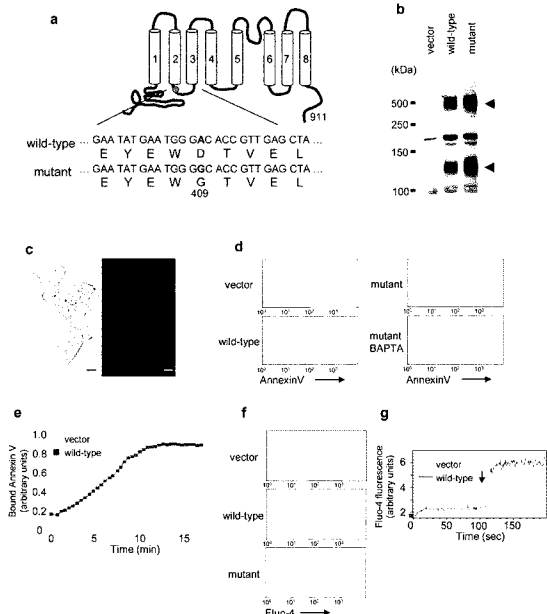 a
1 2 3 4 5 6 7 8
911
wild-type ... GAA TAT GAA TGG GAC ACC GTT GAG CTA ...
E Y E W D T V E L
mutant ... GAA TAT GAA TGG GGC ACC GTT GAG CTA ...
E Y E W G T V E L
409
b
vector
wild-type
mutant
(kDa)
500
250
150
100
c
d
vector
wild-type
AnnexinV
mutant
mutant
BAPTA
AnnexinV
e
vector
wild-type
Bound Annexin V
(arbitrary units)
1.0
0.8
0.6
0.4
0.2
0
0 5 10 15
Time (min)
f
vector
wild-type
mutant
Fluo-4
g
vector
wild-type
Fluo-4 fluorescence
(arbitrary units)
6
4
2
0 50 100 150
Time (sec)